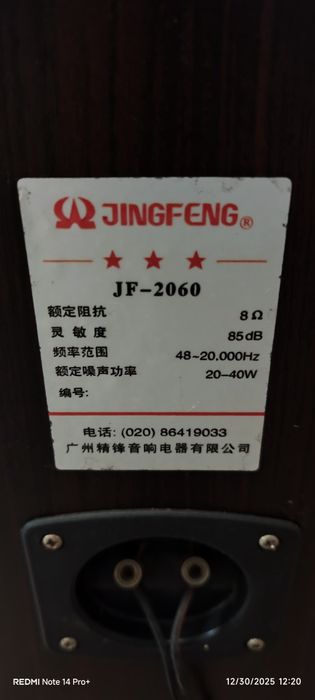 JINGFENG®
★ ★ ★
JF-2060
额定阻抗 8Ω
灵敏度 85dB
频率范围 48~20,000Hz
额定噪声功率 20-40W
编号:
电话: (020) 86419033
广州精锋音响电器有限公司
REDMI Note 14 Pro+ 12/30/2025 12:20